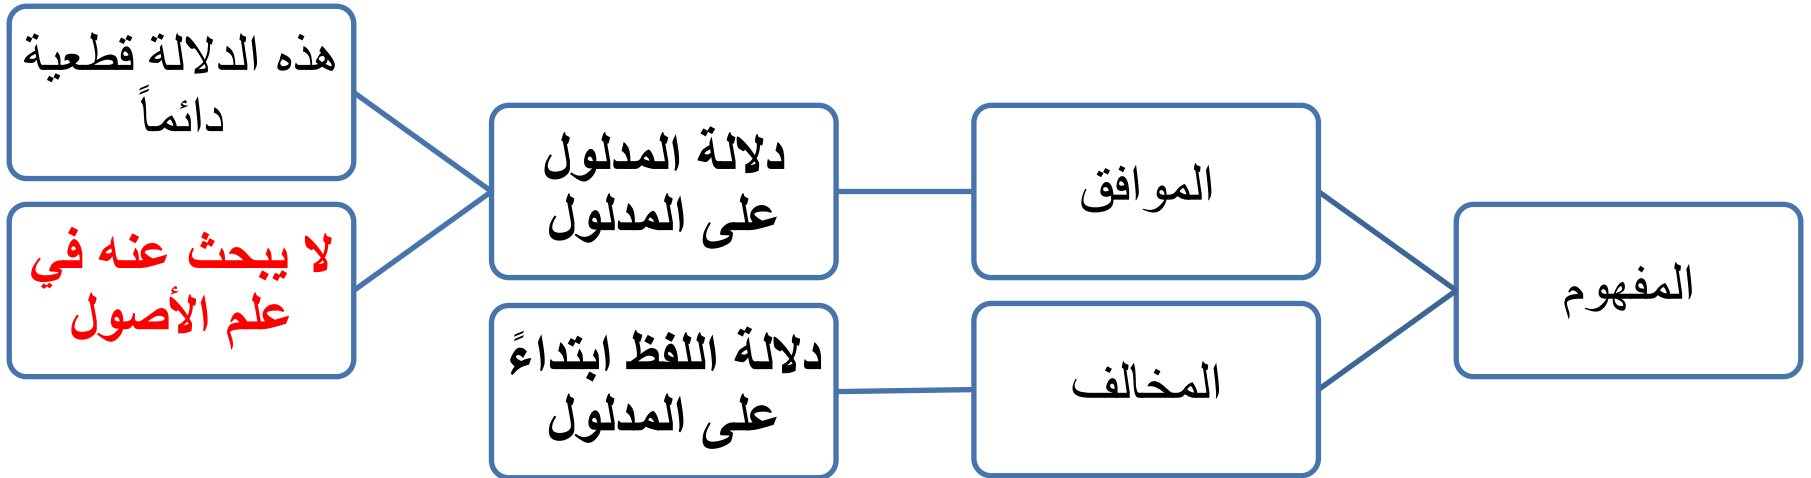 المفهوم
الموافق
دلالة المدلول
على المدلول
هذه الدلالة قطعية
دائماً
لا يبحث عنه في
علم الأصول
المخالف
دلالة اللفظ ابتداءً
على المدلول